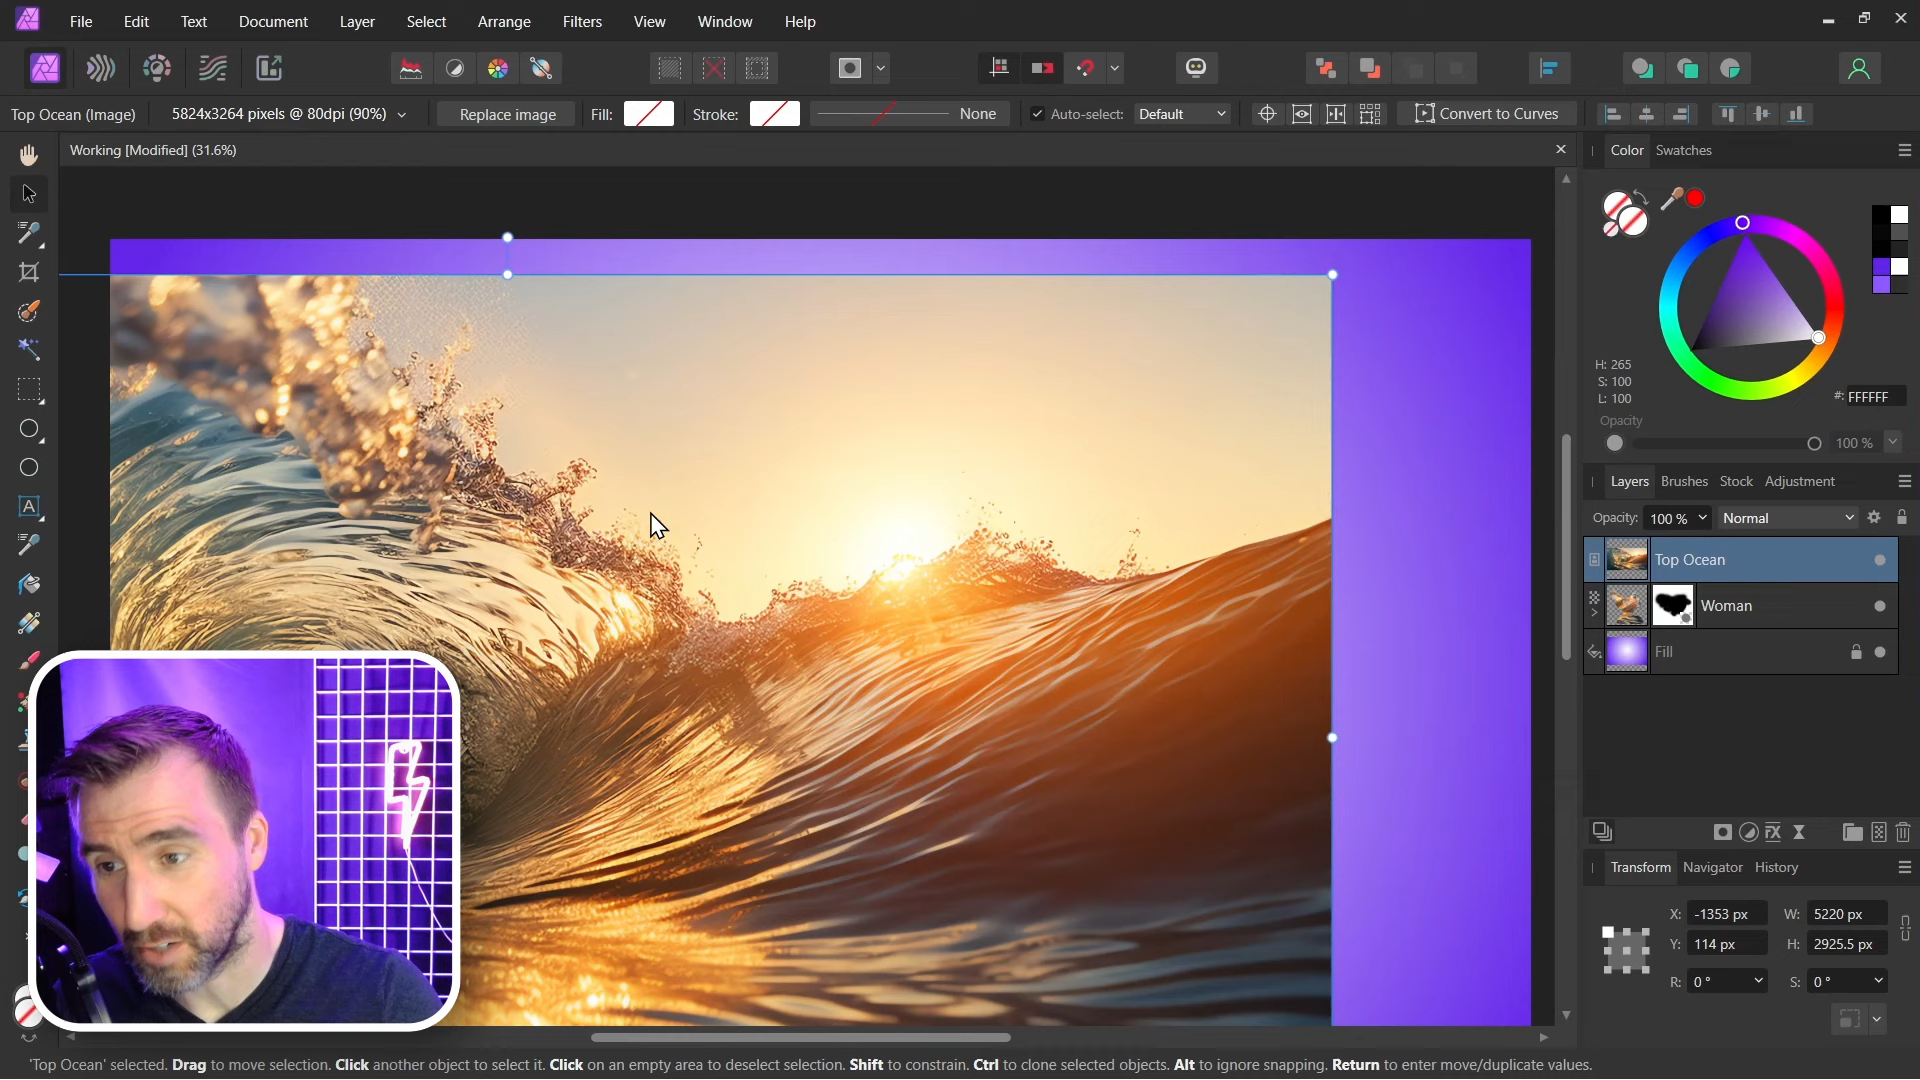 File Edit Text Document Layer Select Arrange Filters View Window Help
Top Ocean (Image) 5824x3264 pixels @ 80dpi (90%) Replace image Fill: Stroke: None Auto-select: Default Convert to Curves
Working [Modified] (31.6%)
Color Swatches
H: 265
S: 100
L: 100
#: FFFFFF
Opacity
100 %
Layers Brushes Stock Adjustment
Opacity: 100 % Normal
Top Ocean
Woman
Fill
Transform Navigator History
X: -1353 px W: 5220 px
Y: 114 px H: 2925.5 px
R: 0 ° S: 0 °
'Top Ocean' selected. Drag to move selection. Click another object to select it. Click on an empty area to deselect selection. Shift to constrain. Ctrl to clone selected objects. Alt to ignore snapping. Return to enter move/duplicate values.